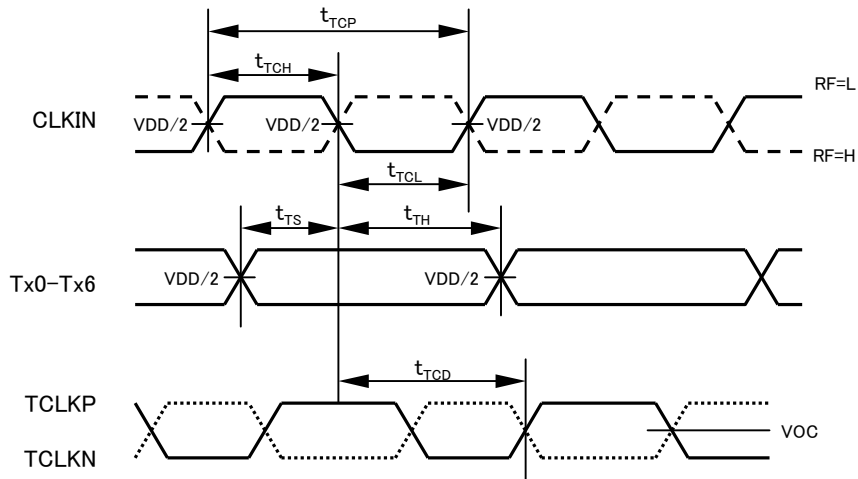 tTCP
tTCH
RF=L
CLKIN
VDD/2 VDD/2 VDD/2
RF=H
tTCL
tTS tTH
Tx0-Tx6
VDD/2 VDD/2
tTCD
TCLKP
VOC
TCLKN